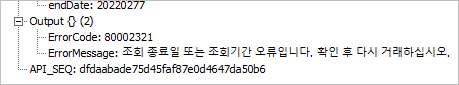 endDate: 20220277
Output {} (2)
ErrorCode: 80002321
ErrorMessage: 조회 종료일 또는 조회기간 오류입니다. 확인 후 다시 거래하십시오.
API_SEQ: dfdaabade75d45faf87e0d4647da50b6